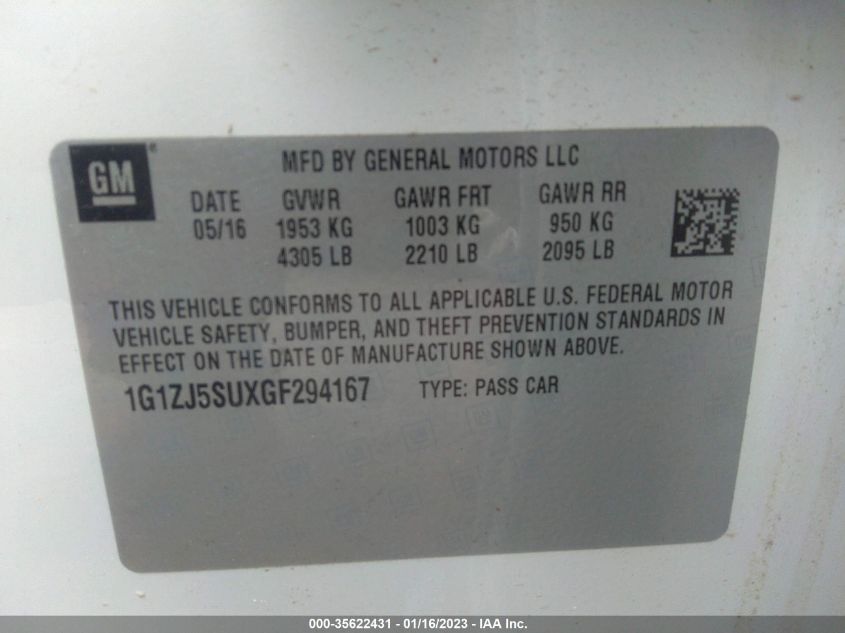 GM®
MFD BY GENERAL MOTORS LLC
DATE GVWR GAWR FRT GAWR RR
05/16 1953 KG 1003 KG 950 KG
4305 LB 2210 LB 2095 LB
THIS VEHICLE CONFORMS TO ALL APPLICABLE U.S. FEDERAL MOTOR
VEHICLE SAFETY, BUMPER, AND THEFT PREVENTION STANDARDS IN
EFFECT ON THE DATE OF MANUFACTURE SHOWN ABOVE.
1G1ZJ5SUXGF294167 TYPE: PASS CAR
000-35622431 - 01/16/2023 - IAA Inc.